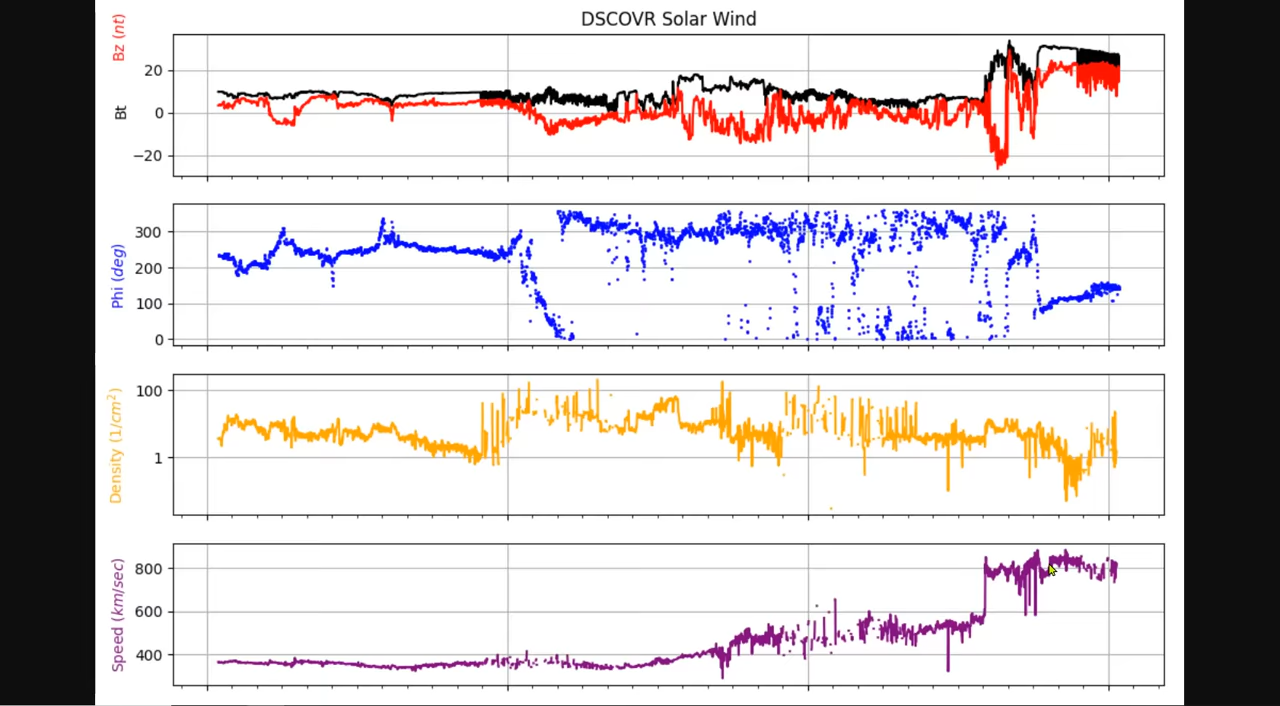 DSCOVR Solar Wind
Bz (nt)
Bt
20
0
−20
Phi (deg)
300
200
100
0
Density (1/cm²)
100
1
Speed (km/sec)
800
600
400